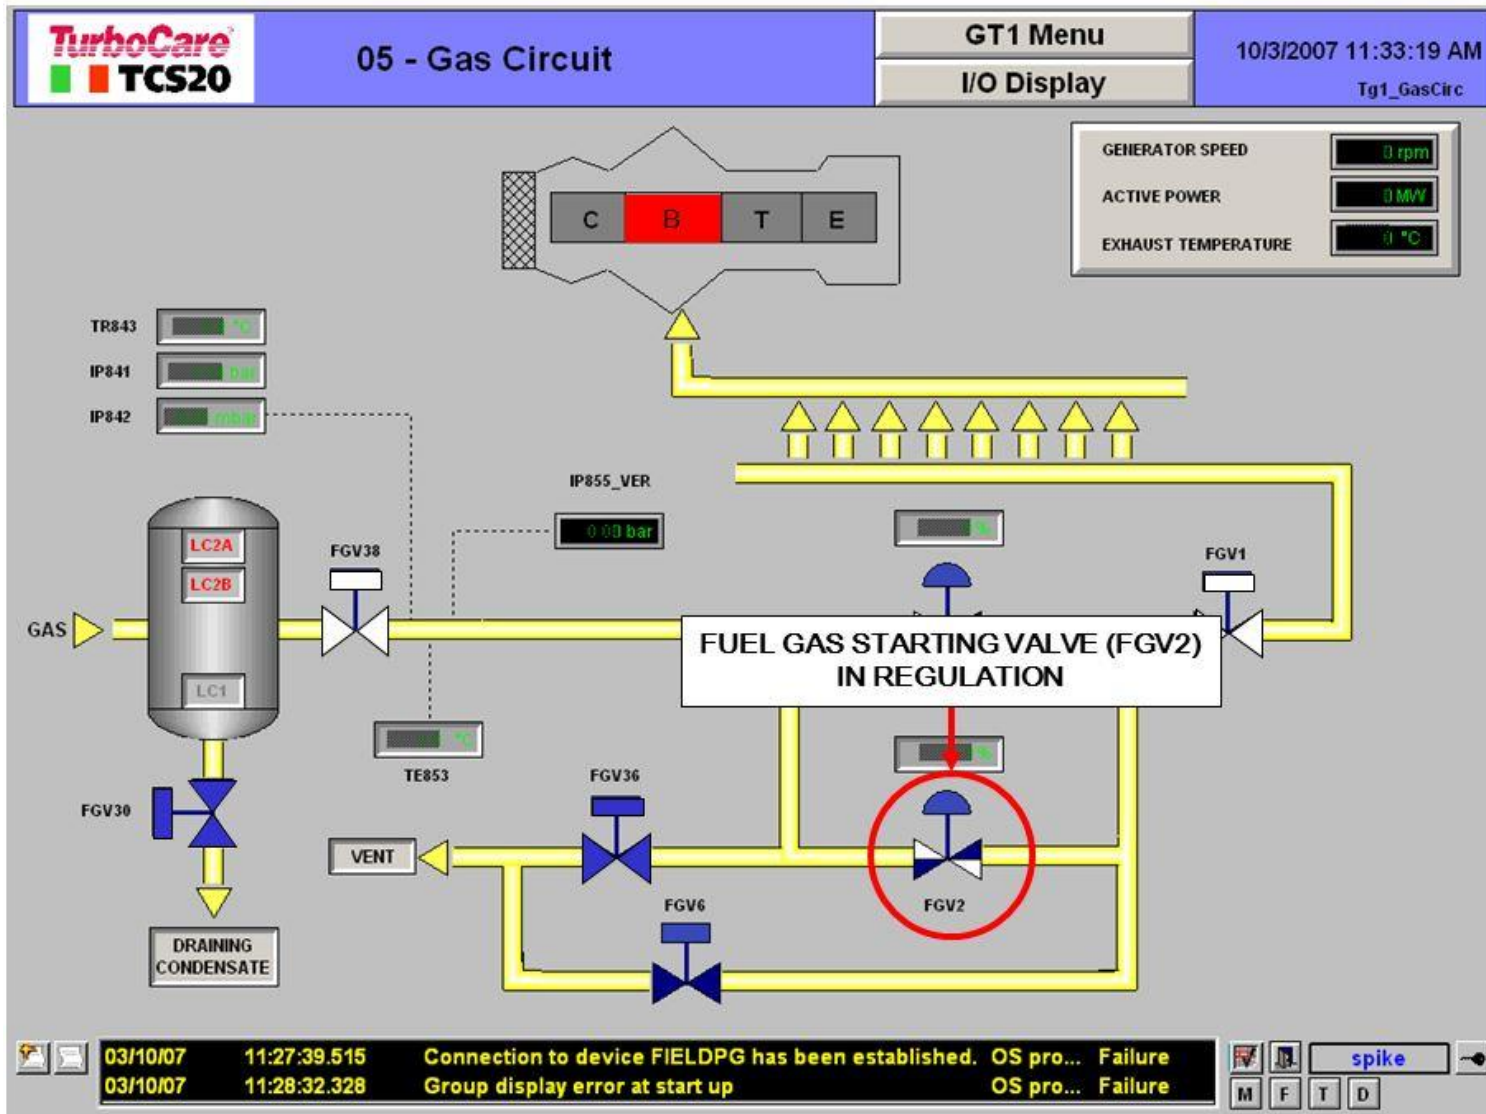 TurboCare
TCS20
05 - Gas Circuit
GT1 Menu
I/O Display
10/3/2007 11:33:19 AM
Tg1_GasCirc
GENERATOR SPEED
0 rpm
ACTIVE POWER
0 MW
EXHAUST TEMPERATURE
0 °C
C B T E
TR843
°C
IP841
bar
IP842
mbar
IP855_VER
0.00 bar
%
LC2A
LC2B
LC1
FGV38
FGV1
GAS
FUEL GAS STARTING VALVE (FGV2)
IN REGULATION
°C
TE853
%
FGV36
FGV30
VENT
FGV2
FGV6
DRAINING
CONDENSATE
03/10/07 11:27:39.515 Connection to device FIELDPG has been established. OS pro... Failure
03/10/07 11:28:32.328 Group display error at start up OS pro... Failure
spike
M F T D